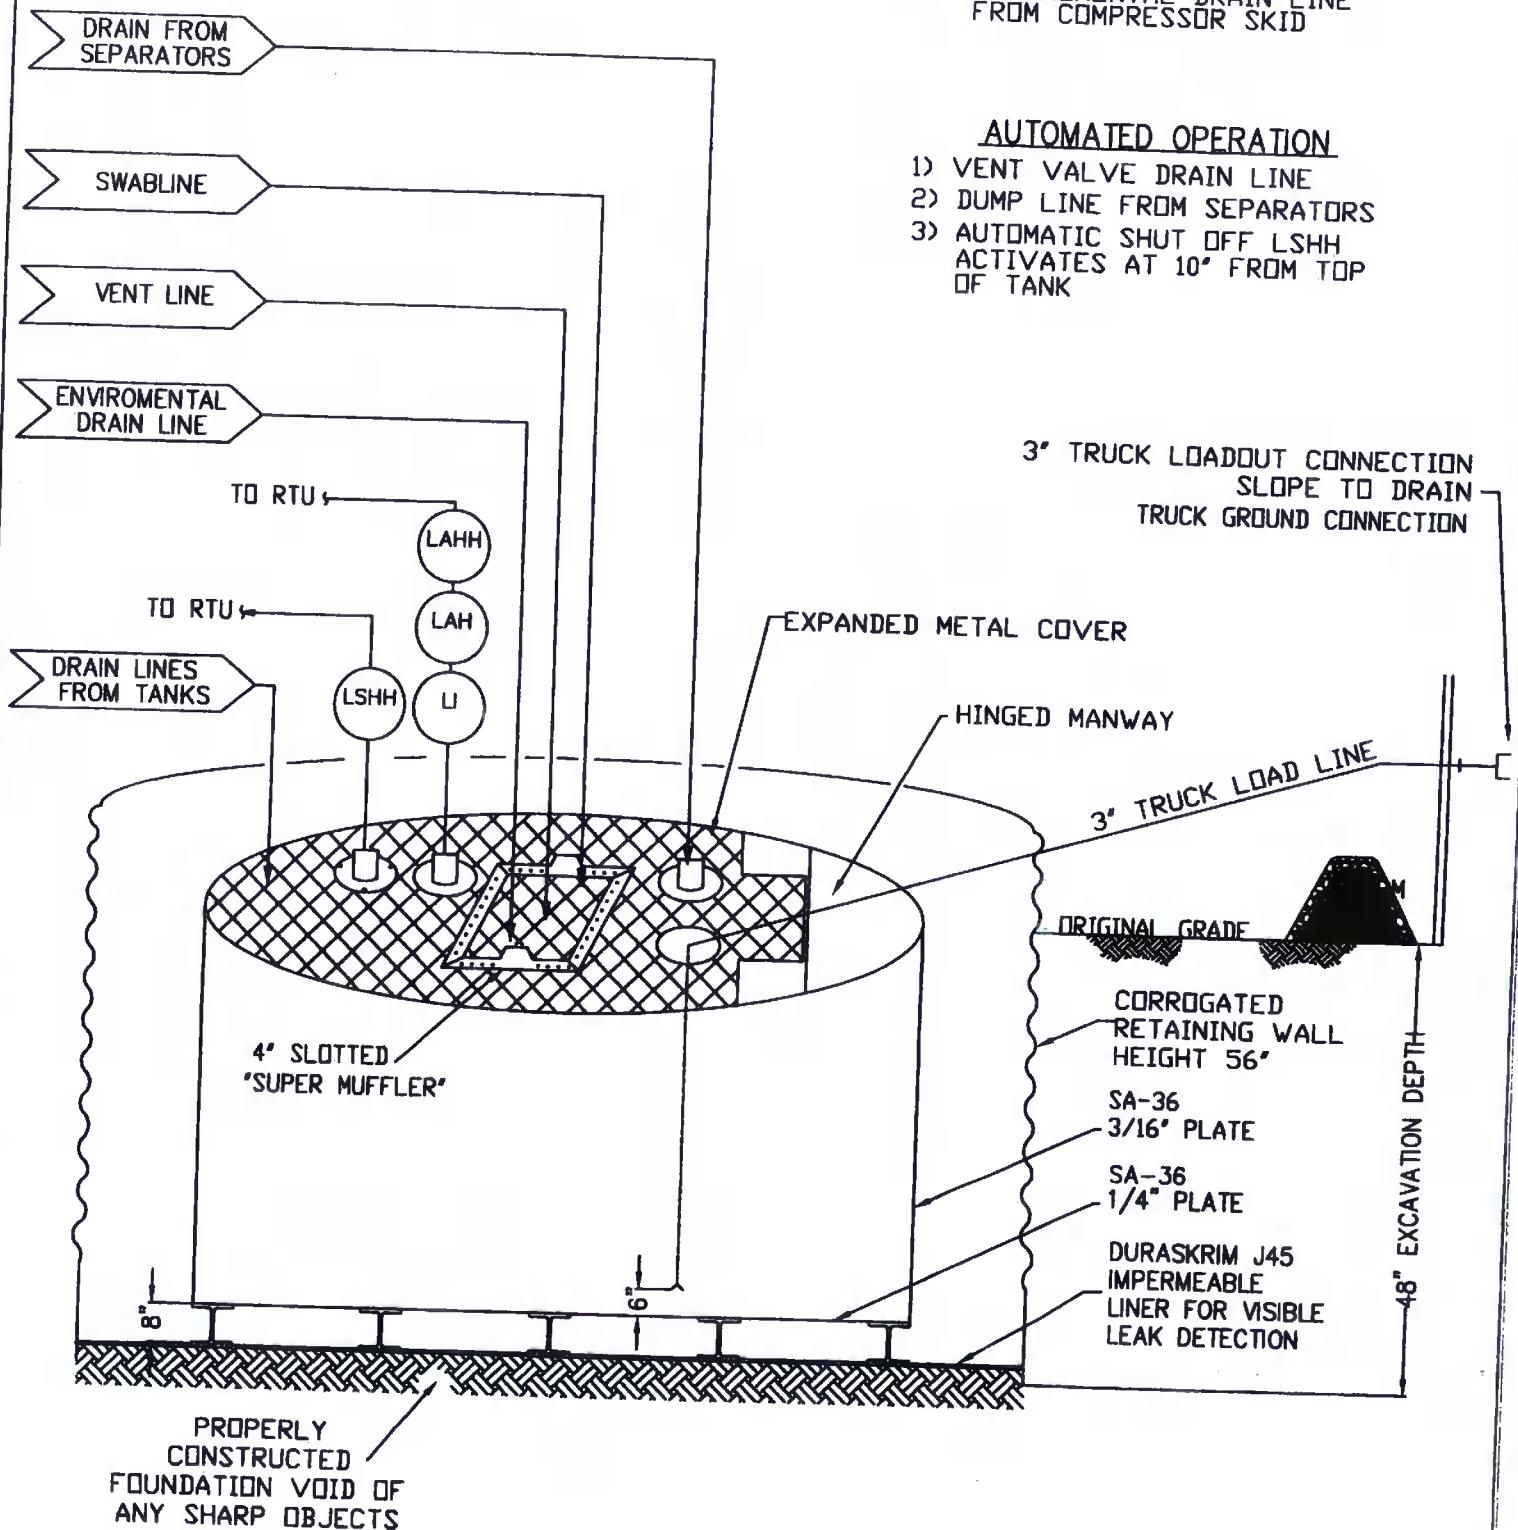 DRAIN LINE
FROM COMPRESSOR SKID
DRAIN FROM
SEPARATORS
AUTOMATED OPERATION
1) VENT VALVE DRAIN LINE
2) DUMP LINE FROM SEPARATORS
3) AUTOMATIC SHUT OFF LSHH
ACTIVATES AT 10" FROM TOP
OF TANK
SWABLINE
VENT LINE
ENVIROMENTAL
DRAIN LINE
3" TRUCK LOADOUT CONNECTION
SLOPE TO DRAIN
TRUCK GROUND CONNECTION
TO RTU
LAHH
TO RTU
LAH
EXPANDED METAL COVER
DRAIN LINES
FROM TANKS
LSHH
LI
HINGED MANWAY
3" TRUCK LOAD LINE
ORIGINAL GRADE
CORROGATED
RETAINING WALL
HEIGHT 56"
4" SLOTTED
"SUPER MUFFLER"
SA-36
3/16" PLATE
SA-36
1/4" PLATE
48" EXCAVATION DEPTH
DURASKRIM J45
IMPERMEABLE
LINER FOR VISIBLE
LEAK DETECTION
8"
6"
PROPERLY
CONSTRUCTED
FOUNDATION VOID OF
ANY SHARP OBJECTS